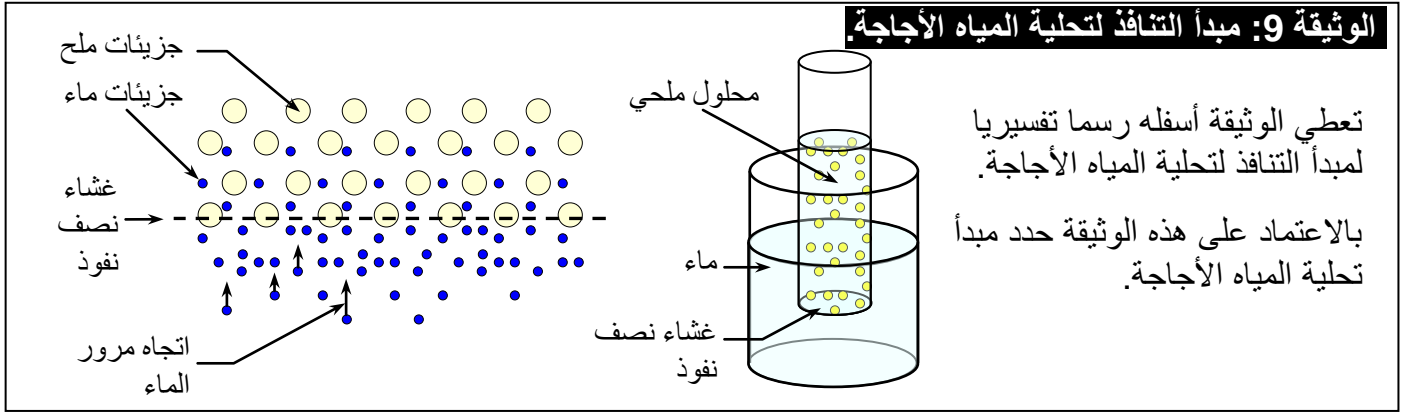 الوثيقة 9: مبدأ التنافذ لتحلية المياه الأجاجة.
تعطي الوثيقة أسفله رسما تفسيريا
لمبدأ التنافذ لتحلية المياه الأجاجة.
بالاعتماد على هذه الوثيقة حدد مبدأ
تحلية المياه الأجاجة.
محلول ملحي
ماء
غشاء نصف
نفوذ
جزيئات ملح
جزيئات ماء
غشاء
نصف
نفوذ
اتجاه مرور
الماء